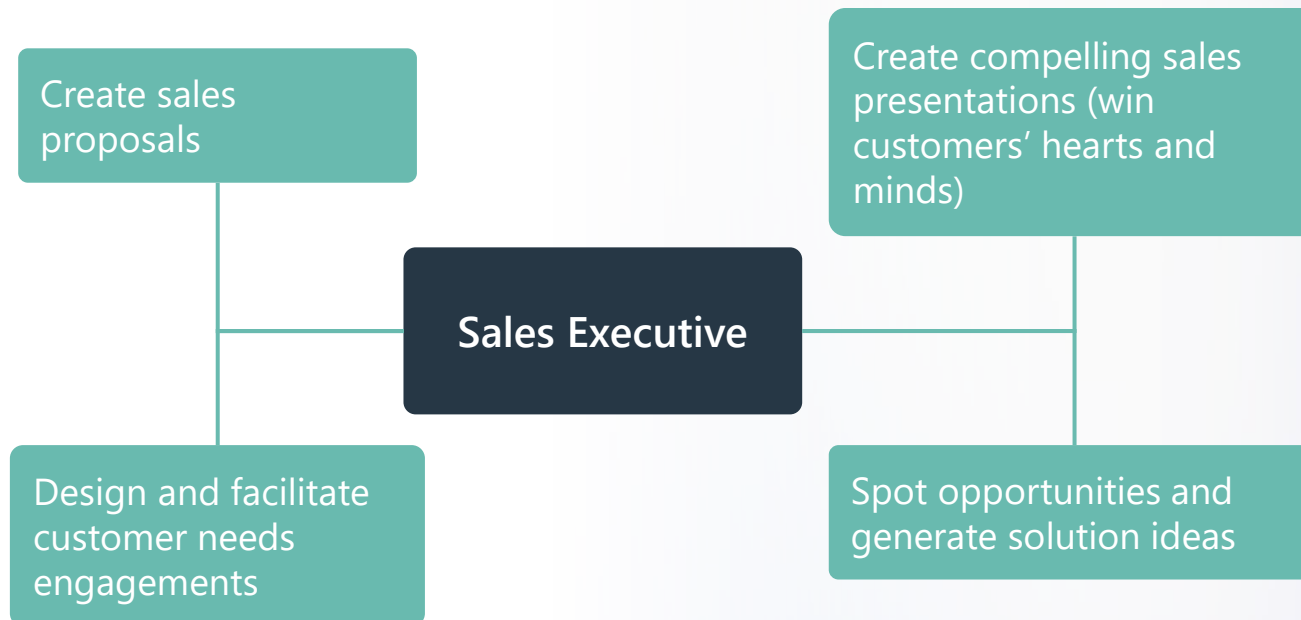 Create sales
proposals
Create compelling sales
presentations (win
customers’ hearts and
minds)
Sales Executive
Design and facilitate
customer needs
engagements
Spot opportunities and
generate solution ideas